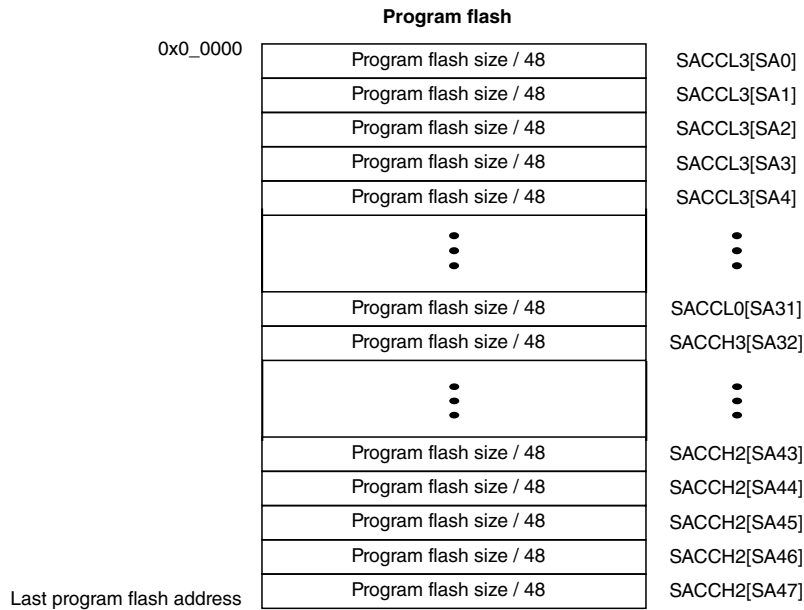 Program flash
0x0_0000
Program flash size / 48 SACCL3[SA0]
Program flash size / 48 SACCL3[SA1]
Program flash size / 48 SACCL3[SA2]
Program flash size / 48 SACCL3[SA3]
Program flash size / 48 SACCL3[SA4]
Program flash size / 48 SACCL0[SA31]
Program flash size / 48 SACCH3[SA32]
Program flash size / 48 SACCH2[SA43]
Program flash size / 48 SACCH2[SA44]
Program flash size / 48 SACCH2[SA45]
Program flash size / 48 SACCH2[SA46]
Program flash size / 48 SACCH2[SA47]
Last program flash address